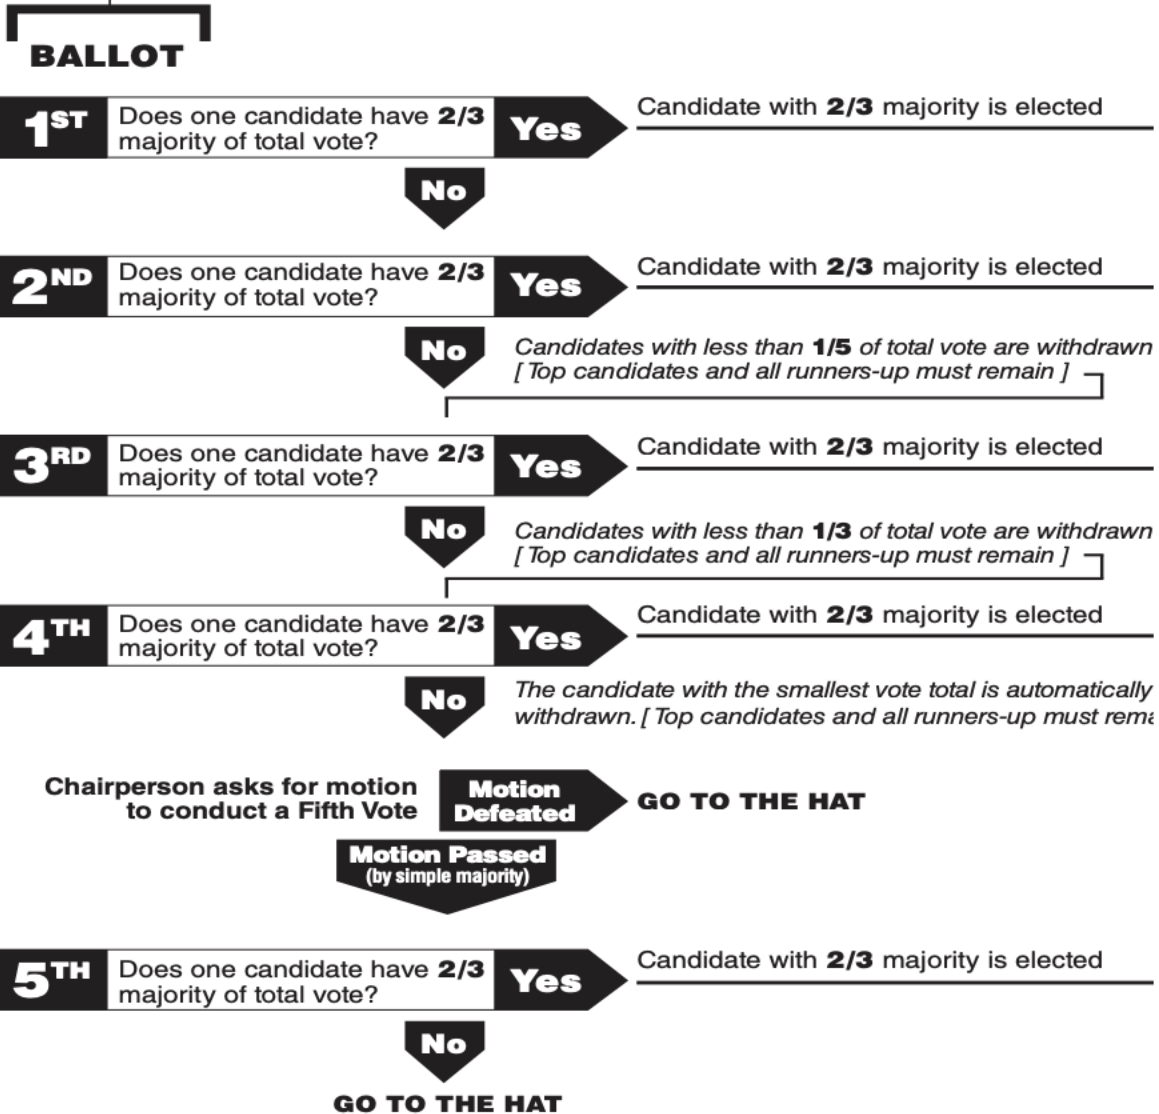 BALLOT
1ST Does one candidate have 2/3 Yes Candidate with 2/3 majority is elected
majority of total vote?
No
2ND Does one candidate have 2/3 Yes Candidate with 2/3 majority is elected
majority of total vote?
No Candidates with less than 1/5 of total vote are withdrawn
[ Top candidates and all runners-up must remain ]
3RD Does one candidate have 2/3 Yes Candidate with 2/3 majority is elected
majority of total vote?
No Candidates with less than 1/3 of total vote are withdrawn
[ Top candidates and all runners-up must remain ]
4TH Does one candidate have 2/3 Yes Candidate with 2/3 majority is elected
majority of total vote?
No The candidate with the smallest vote total is automatically
withdrawn. [ Top candidates and all runners-up must
Chairperson asks for motion
to conduct a Fifth Vote
Motion
Defeated
GO TO THE HAT
Motion Passed
(by simple majority)
5TH Does one candidate have 2/3 Yes Candidate with 2/3 majority is elected
majority of total vote?
No
GO TO THE HAT